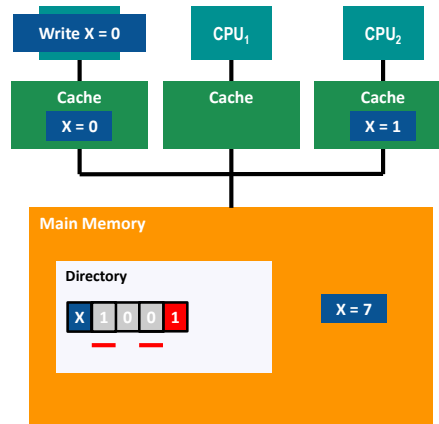 Write X = 0
CPU1
CPU2
Cache
X = 0
Cache
Cache
X = 1
Main Memory
Directory
X 1 0 0 1
X = 7